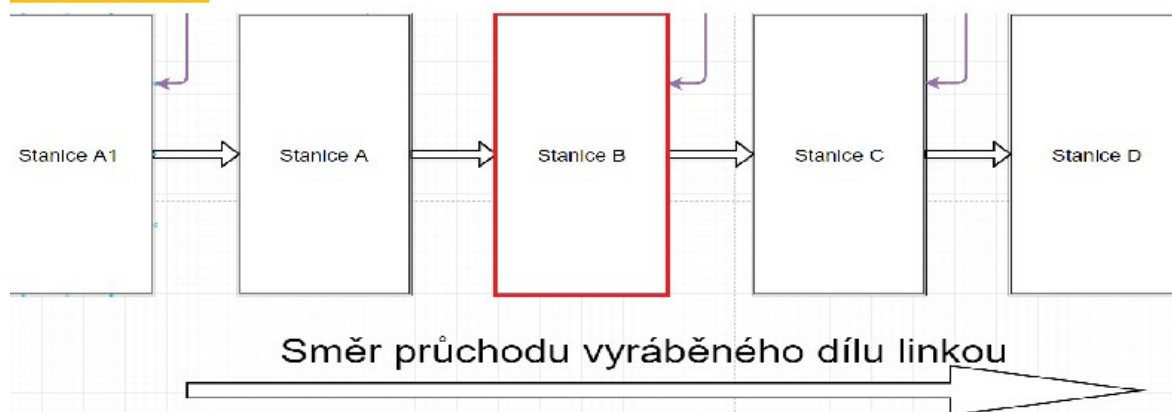 Stanice A1
Stanice A
Stanice B
Stanice C
Stanice D
Směr průchodu vyráběného dílu linkou